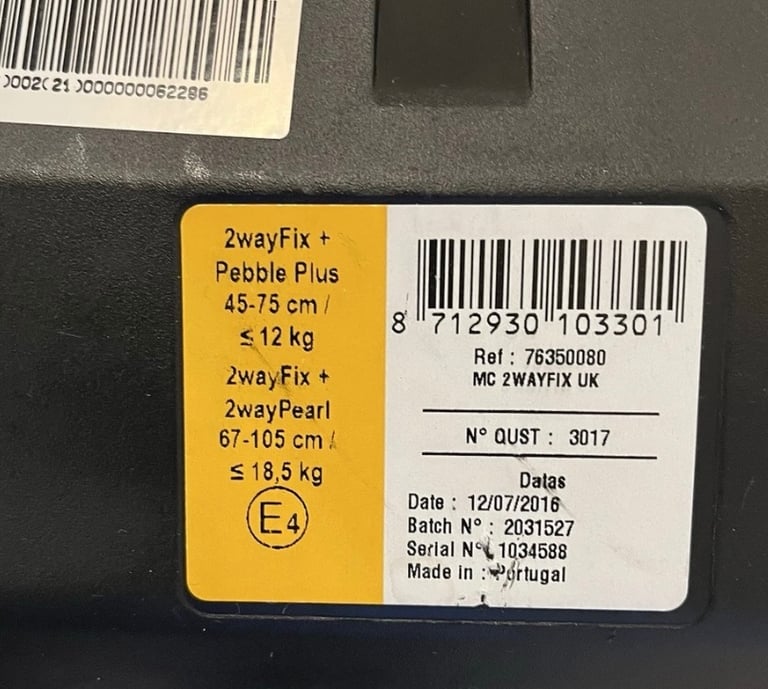 )002(21)000000062286
2wayFix +
Pebble Plus
45-75 cm /
≤ 12 kg
2wayFix +
2wayPearl
67-105 cm /
≤ 18,5 kg
E4
8 712930 103301
Ref : 76350080
MC 2WAYFIX UK
N° QUST : 3017
Datas
Date : 12/07/2016
Batch N° : 2031527
Serial N° : 1034588
Made in : Portugal